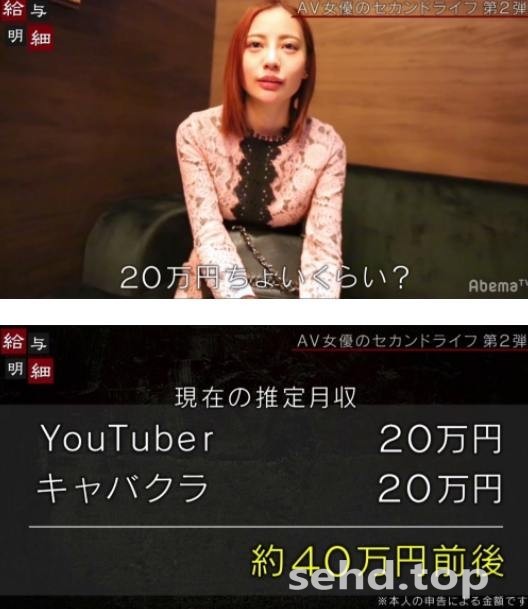 給与
明細
AV女優のセカンドライフ 第2弾
20万円ちょいくらい？
AbemaTV
給与
明細
AV女優のセカンドライフ 第2弾
現在の推定月収
YouTuber 20万円
キャバクラ 20万円
約40万円前後
sehd.top
※本人の申告による金額です